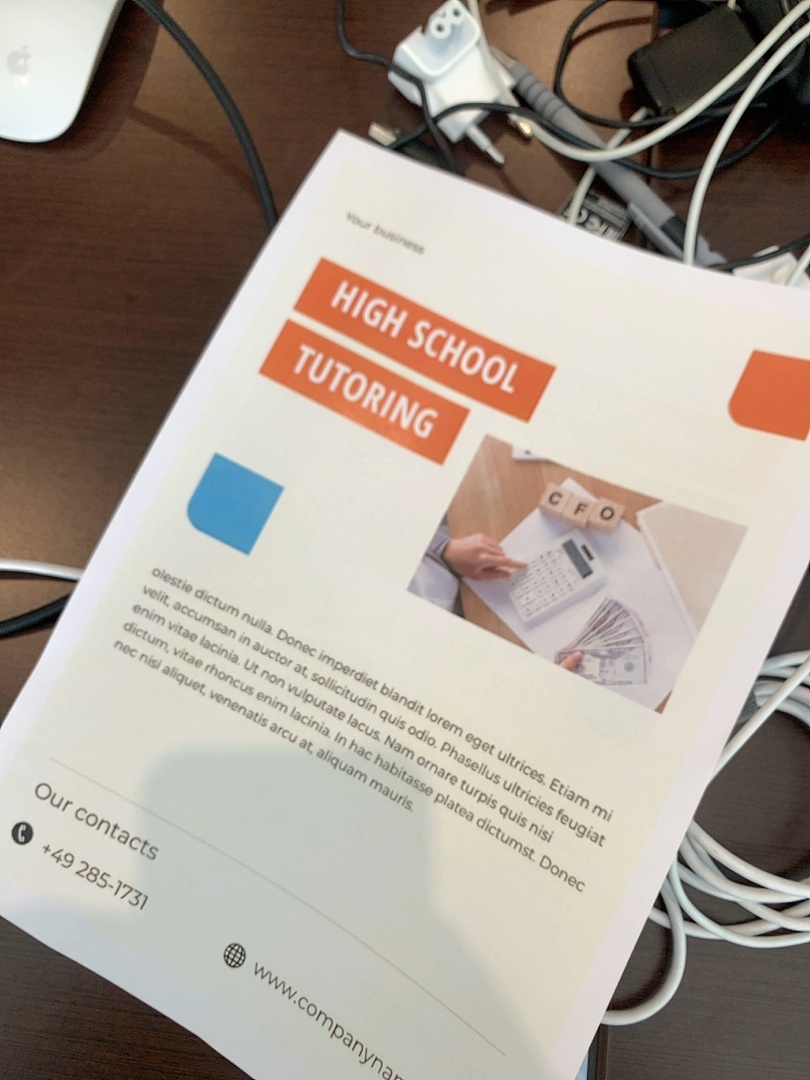 Your business
HIGH SCHOOL
TUTORING
CFO
olestie dictum nulla. Donec imperdiet blandit lorem eget ultrices. Etiam mi
velit, accumsan in auctor at, sollicitudin quis odio. Phasellus ultricies feugiat
enim vitae lacinia. Ut non vulputate lacus. Nam ornare turpis quis nisi
dictum, vitae rhoncus enim lacinia. In hac habitasse platea dictumst. Donec
nec nisi aliquet, venenatis arcu at, aliquam mauris.
Our contacts
+49 285-1731
www.companynam